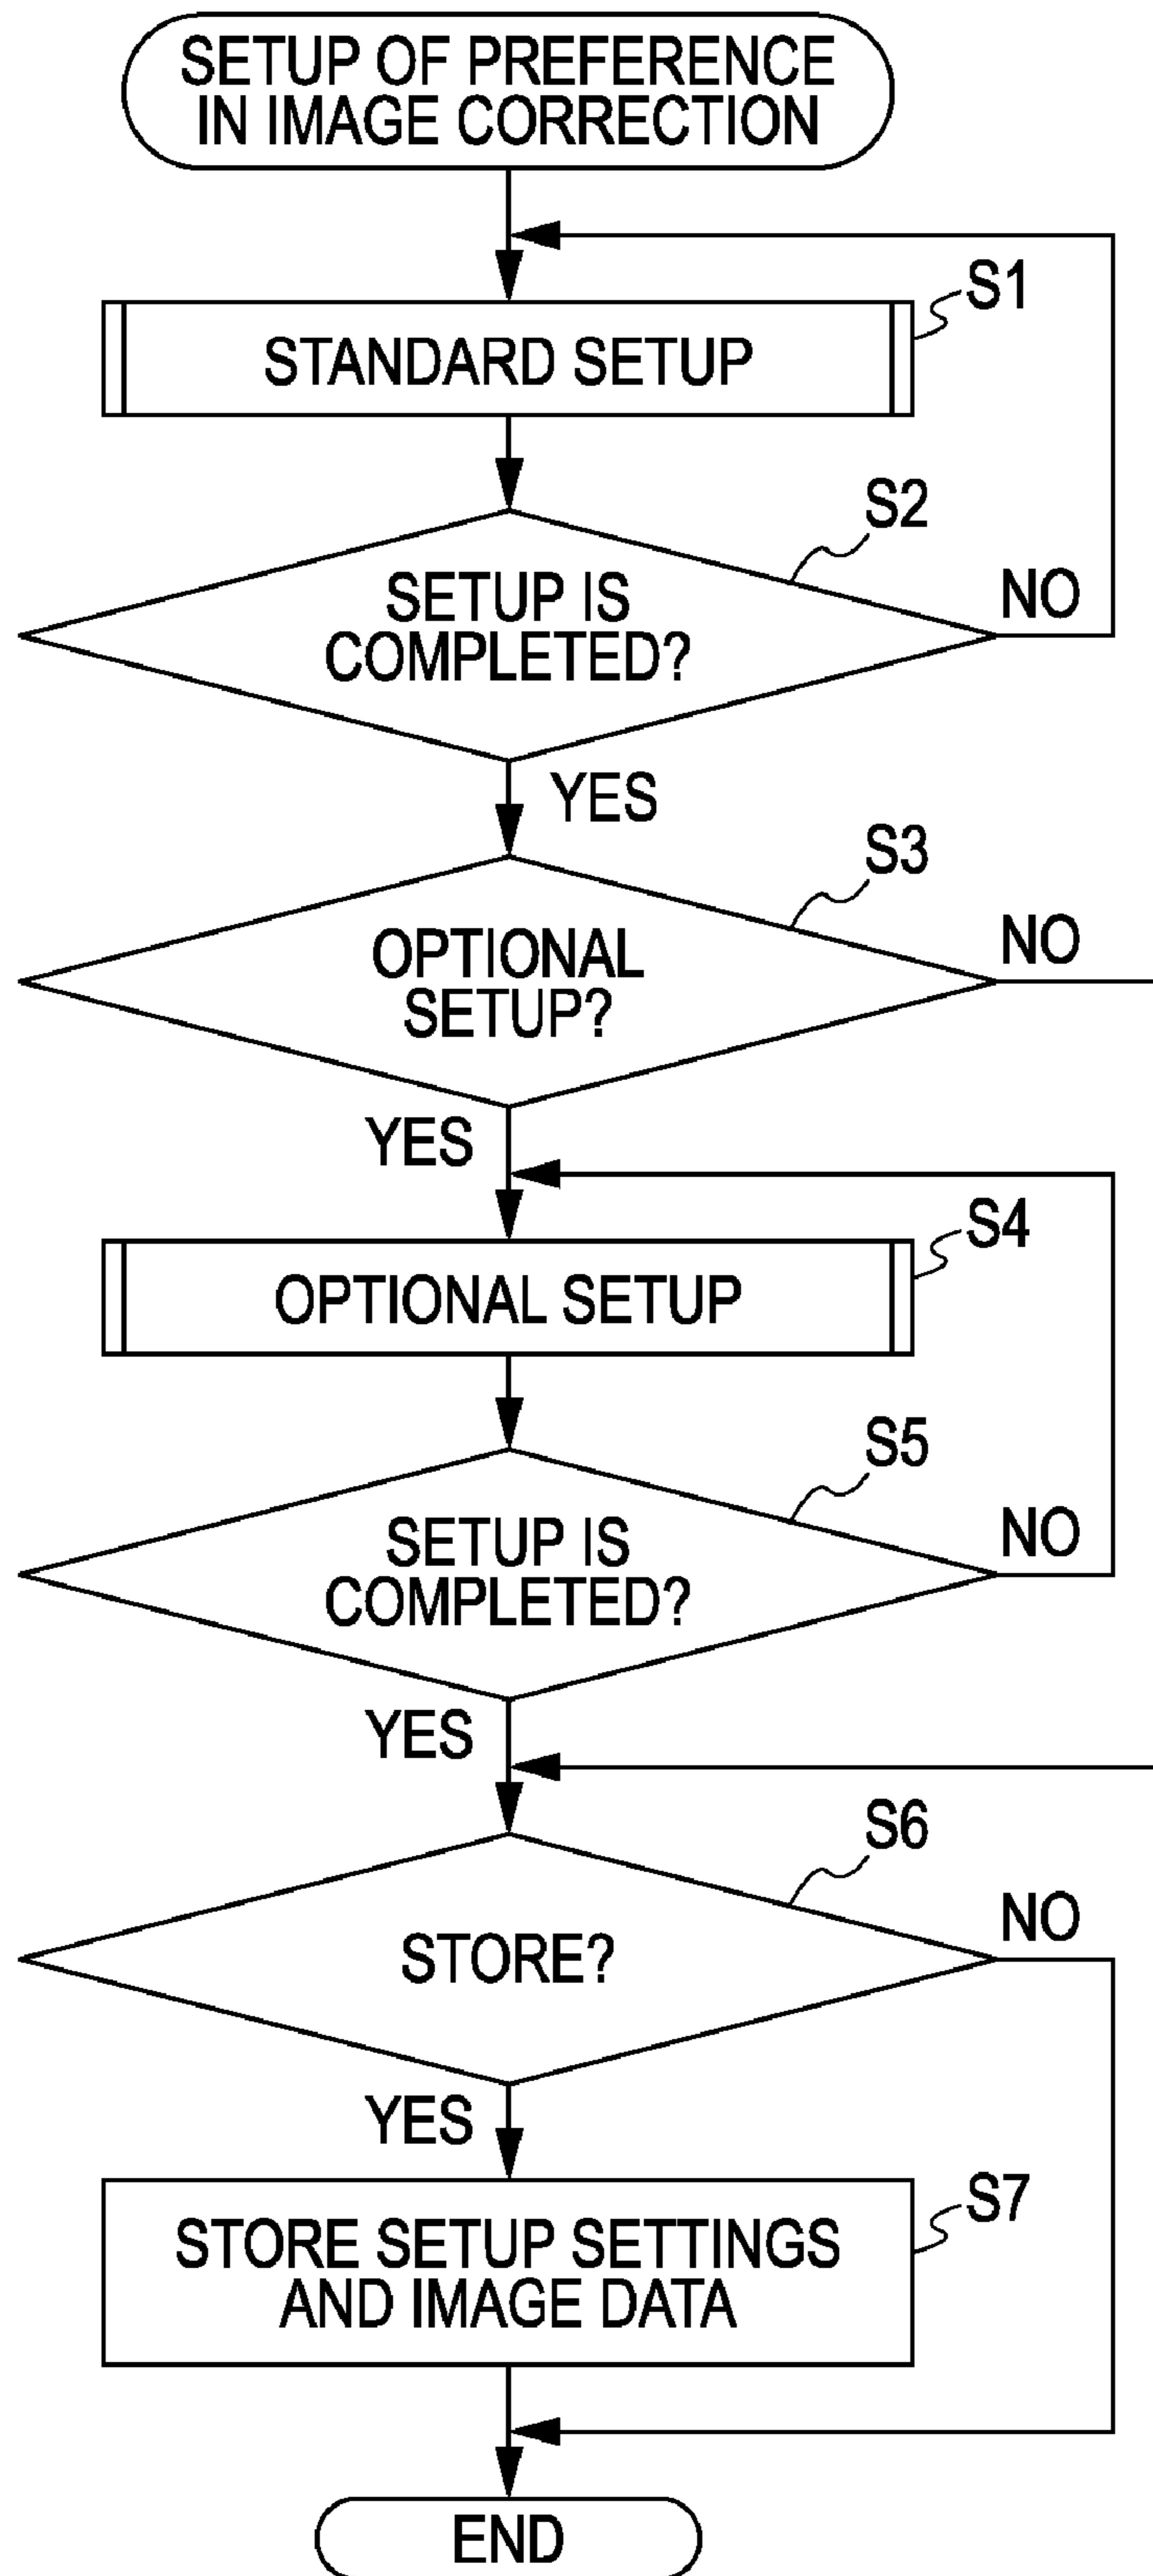 SETUP OF PREFERENCE
IN IMAGE CORRECTION
S1
STANDARD SETUP
S2
SETUP IS
COMPLETED?
NO
YES
S3
OPTIONAL
SETUP?
NO
YES
S4
OPTIONAL SETUP
S5
SETUP IS
COMPLETED?
NO
YES
S6
STORE?
NO
YES
S7
STORE SETUP SETTINGS
AND IMAGE DATA
END